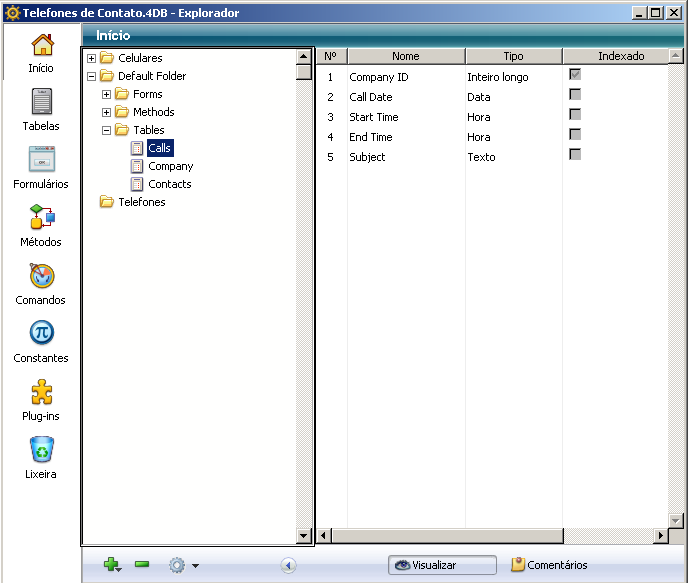 Telefones de Contato.4DB - Explorador
Início
Início
Tabelas
Formulários
Métodos
Comandos
Constantes
Plug-ins
Lixeira
Celulares
Default Folder
Forms
Methods
Tables
Calls
Company
Contacts
Telefones
Nº Nome Tipo Indexado
1 Company ID Inteiro longo
2 Call Date Data
3 Start Time Hora
4 End Time Hora
5 Subject Texto
Visualizar Comentários